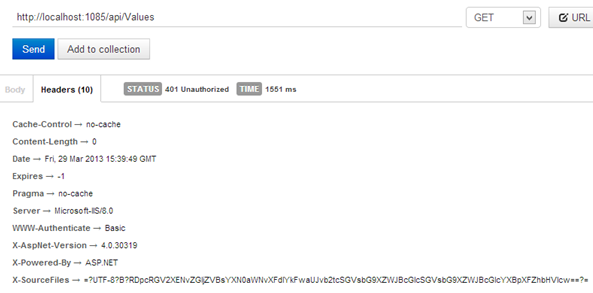 http://localhost:1085/api/Values GET URL
Send Add to collection
Body Headers (10) STATUS 401 Unauthorized TIME 1551 ms
Cache-Control → no-cache
Content-Length → 0
Date → Fri, 29 Mar 2013 15:39:49 GMT
Expires → -1
Pragma → no-cache
Server → Microsoft-IIS/8.0
WWW-Authenticate → Basic
X-AspNet-Version → 4.0.30319
X-Powered-By → ASP.NET
X-SourceFiles →